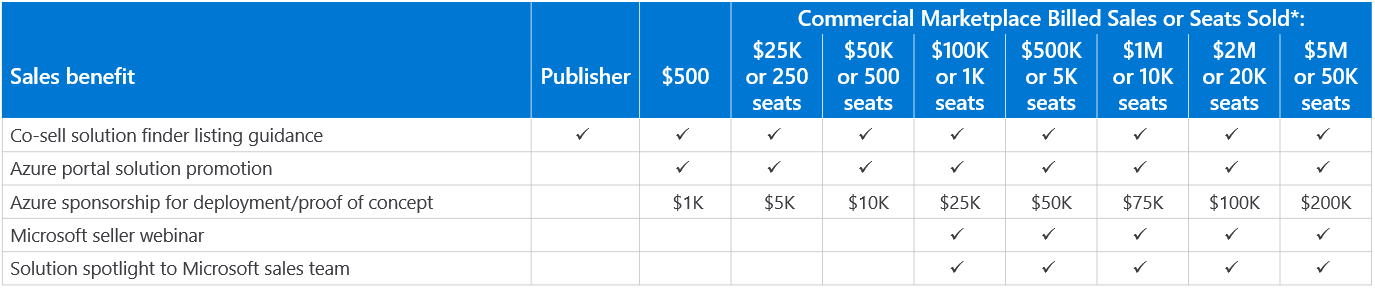 Commercial Marketplace Billed Sales or Seats Sold*:
Sales benefit Publisher $500 $25K or 250 seats $50K or 500 seats $100K or 1K seats $500K or 5K seats $1M or 10K seats $2M or 20K seats $5M or 50K seats
Co-sell solution finder listing guidance ✓ ✓ ✓ ✓ ✓ ✓ ✓ ✓ ✓
Azure portal solution promotion ✓ ✓ ✓ ✓ ✓ ✓ ✓ ✓
Azure sponsorship for deployment/proof of concept $1K $5K $10K $25K $50K $75K $100K $200K
Microsoft seller webinar ✓ ✓ ✓ ✓ ✓
Solution spotlight to Microsoft sales team ✓ ✓ ✓ ✓ ✓